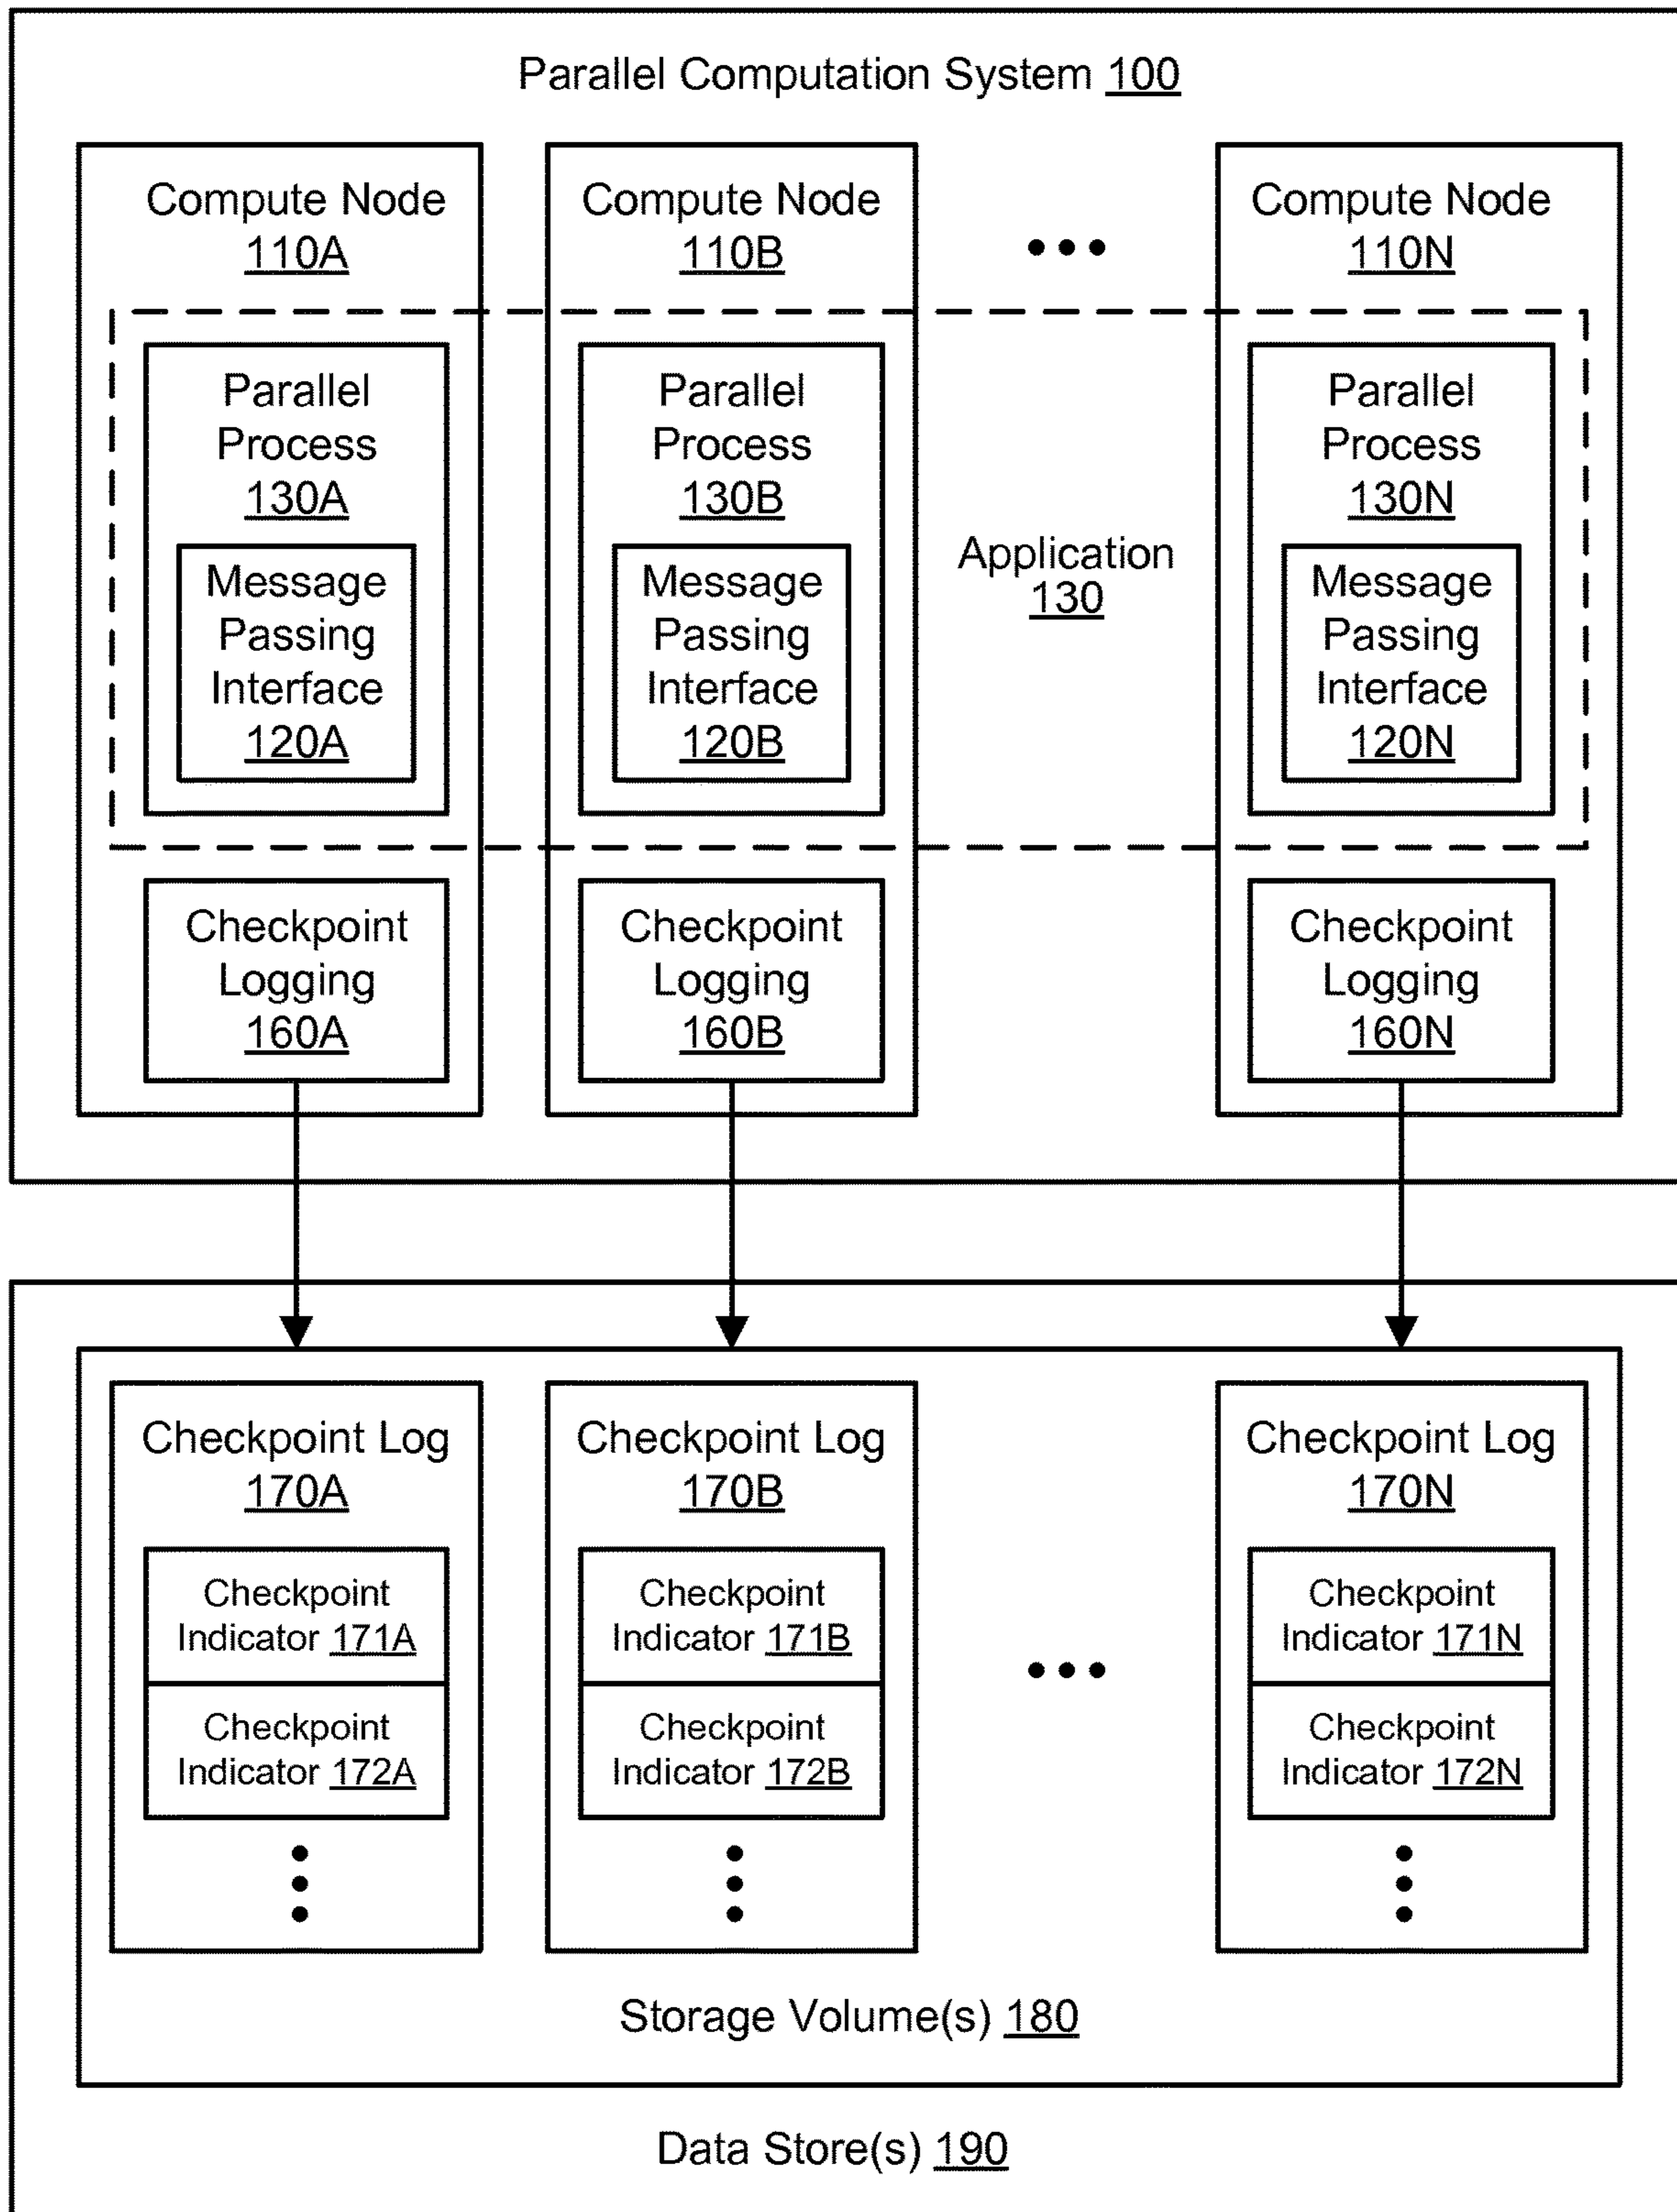 Parallel Computation System 100
Compute Node
110A
Parallel
Process
130A
Message
Passing
Interface
120A
Checkpoint
Logging
160A
Compute Node
110B
Parallel
Process
130B
Message
Passing
Interface
120B
Checkpoint
Logging
160B
Application
130
Compute Node
110N
Parallel
Process
130N
Message
Passing
Interface
120N
Checkpoint
Logging
160N
Checkpoint Log
170A
Checkpoint
Indicator 171A
Checkpoint
Indicator 172A
Checkpoint Log
170B
Checkpoint
Indicator 171B
Checkpoint
Indicator 172B
Checkpoint Log
170N
Checkpoint
Indicator 171N
Checkpoint
Indicator 172N
Storage Volume(s) 180
Data Store(s) 190